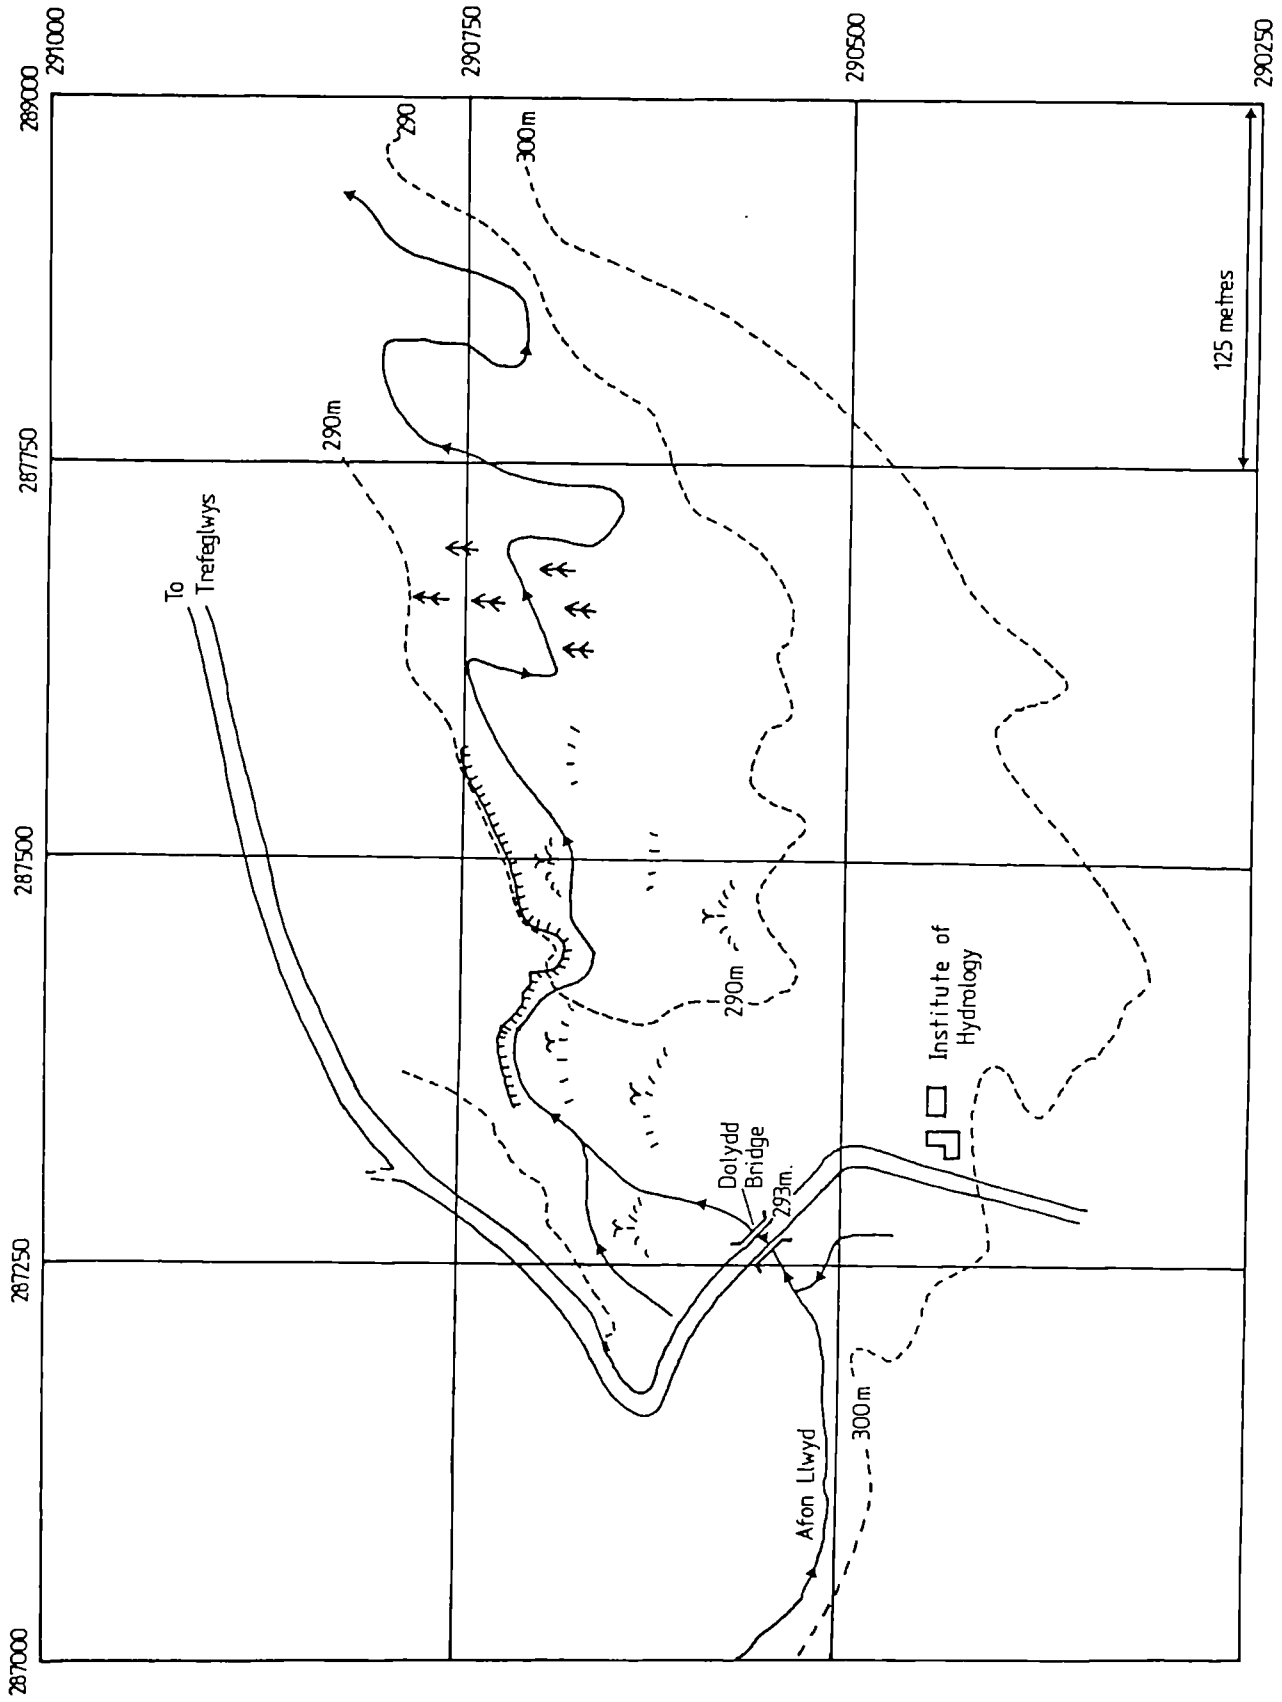 287000
287250
287500
287750
289000
291000
290750
290500
290250
To
Trefeglwys
290m
290
300m
290m
Dolydd
Bridge
293m.
Institute of
Hydrology
Afon Llwyd
300m
125 metres